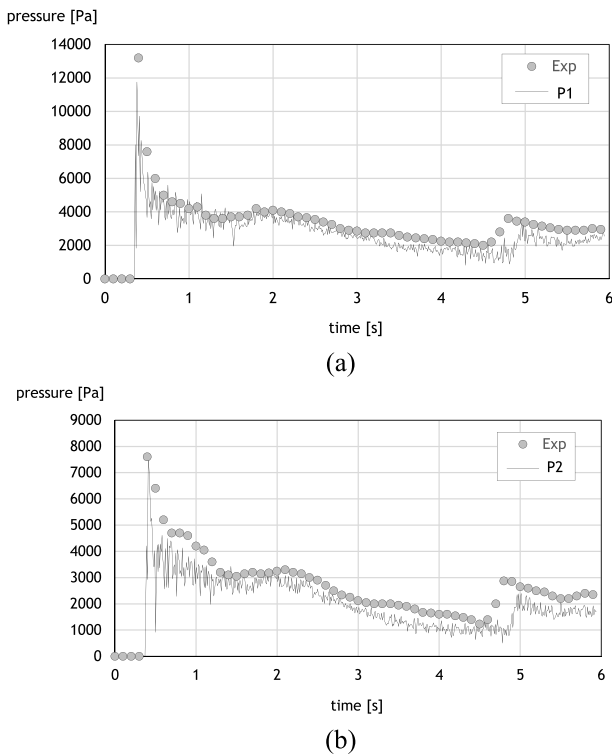 pressure [Pa]
14000
12000
10000
8000
6000
4000
2000
0
Exp
P1
0 1 2 3 4 5 6
time [s]
(a)
pressure [Pa]
9000
8000
7000
6000
5000
4000
3000
2000
1000
0
Exp
P2
0 1 2 3 4 5 6
time [s]
(b)